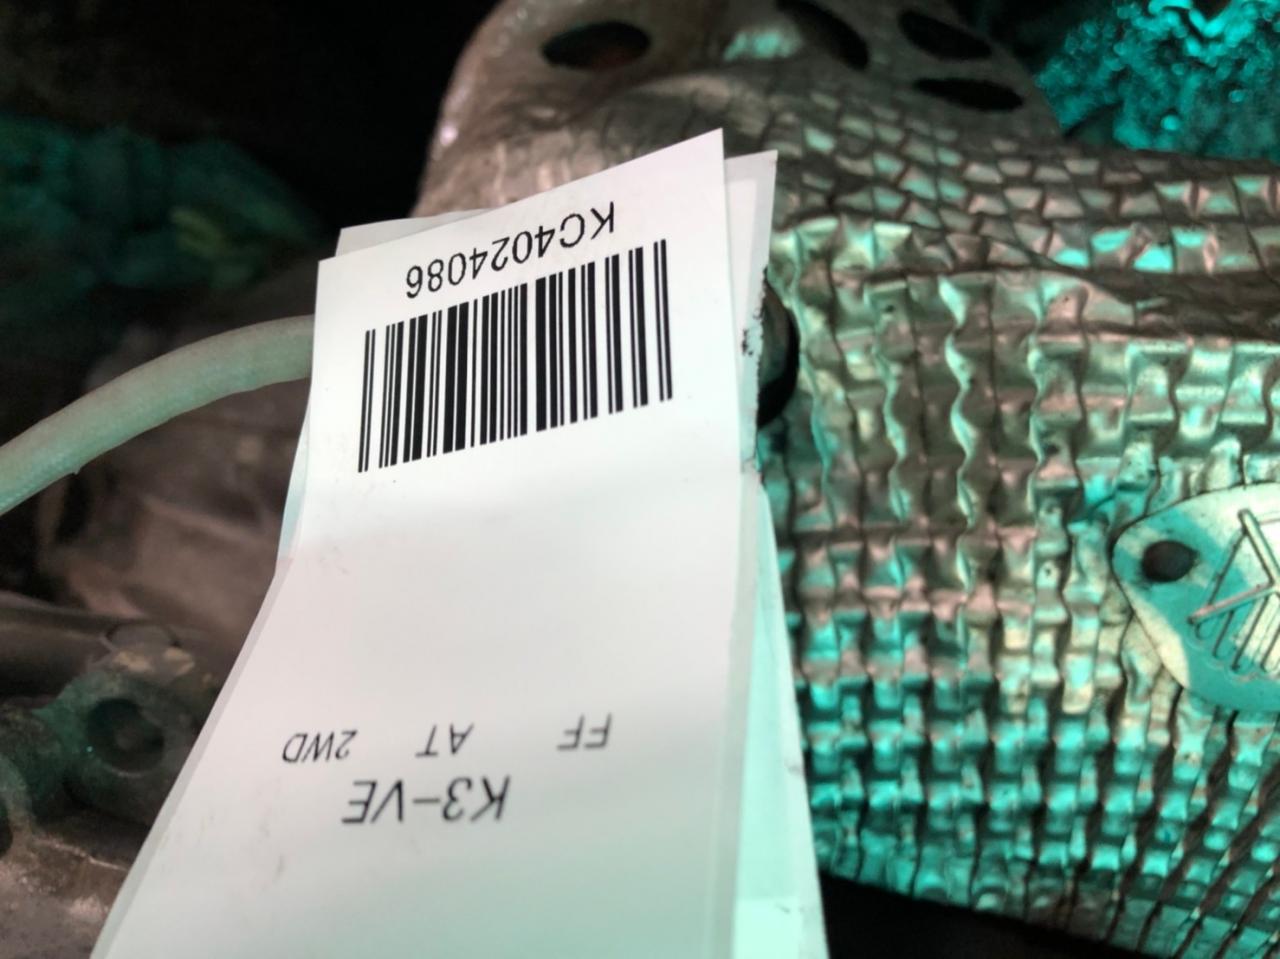 K3-VE
FF AT 2WD
KC4024086